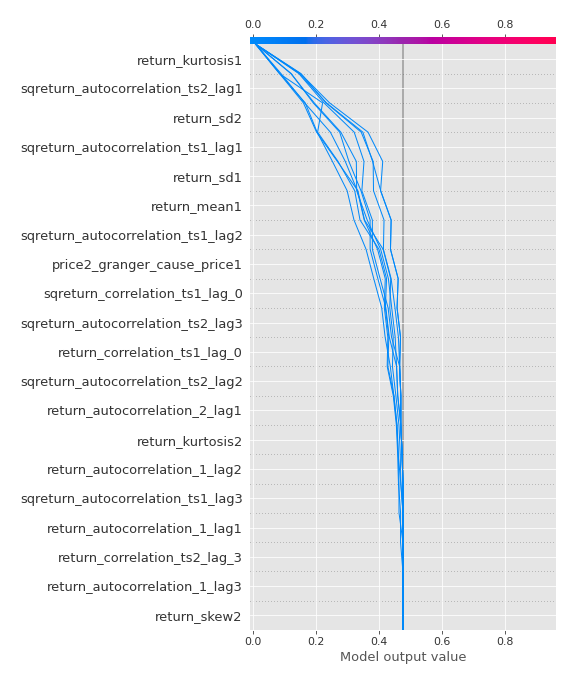 0.0 0.2 0.4 0.6 0.8
return_kurtosis1
sqreturn_autocorrelation_ts2_lag1
return_sd2
sqreturn_autocorrelation_ts1_lag1
return_sd1
return_mean1
sqreturn_autocorrelation_ts1_lag2
price2_granger_cause_price1
sqreturn_correlation_ts1_lag_0
sqreturn_autocorrelation_ts2_lag3
return_correlation_ts1_lag_0
sqreturn_autocorrelation_ts2_lag2
return_autocorrelation_2_lag1
return_kurtosis2
return_autocorrelation_1_lag2
sqreturn_autocorrelation_ts1_lag3
return_autocorrelation_1_lag1
return_correlation_ts2_lag_3
return_autocorrelation_1_lag3
return_skew2
0.0 0.2 0.4 0.6 0.8
Model output value